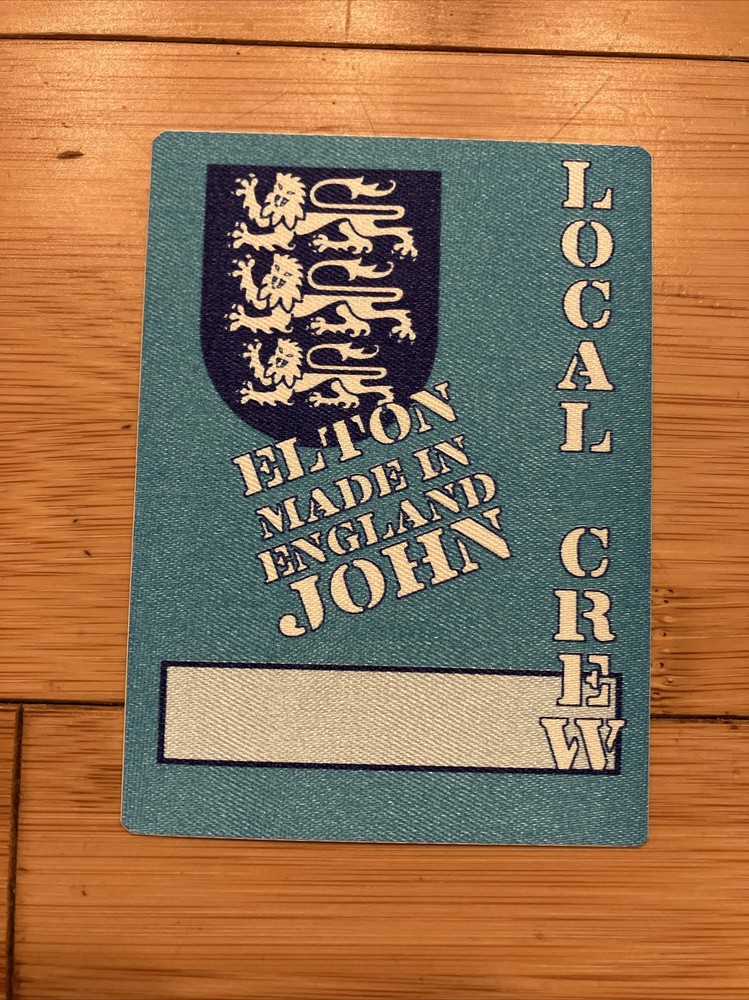 ELTON
MADE IN
ENGLAND
JOHN
LOCAL CREW